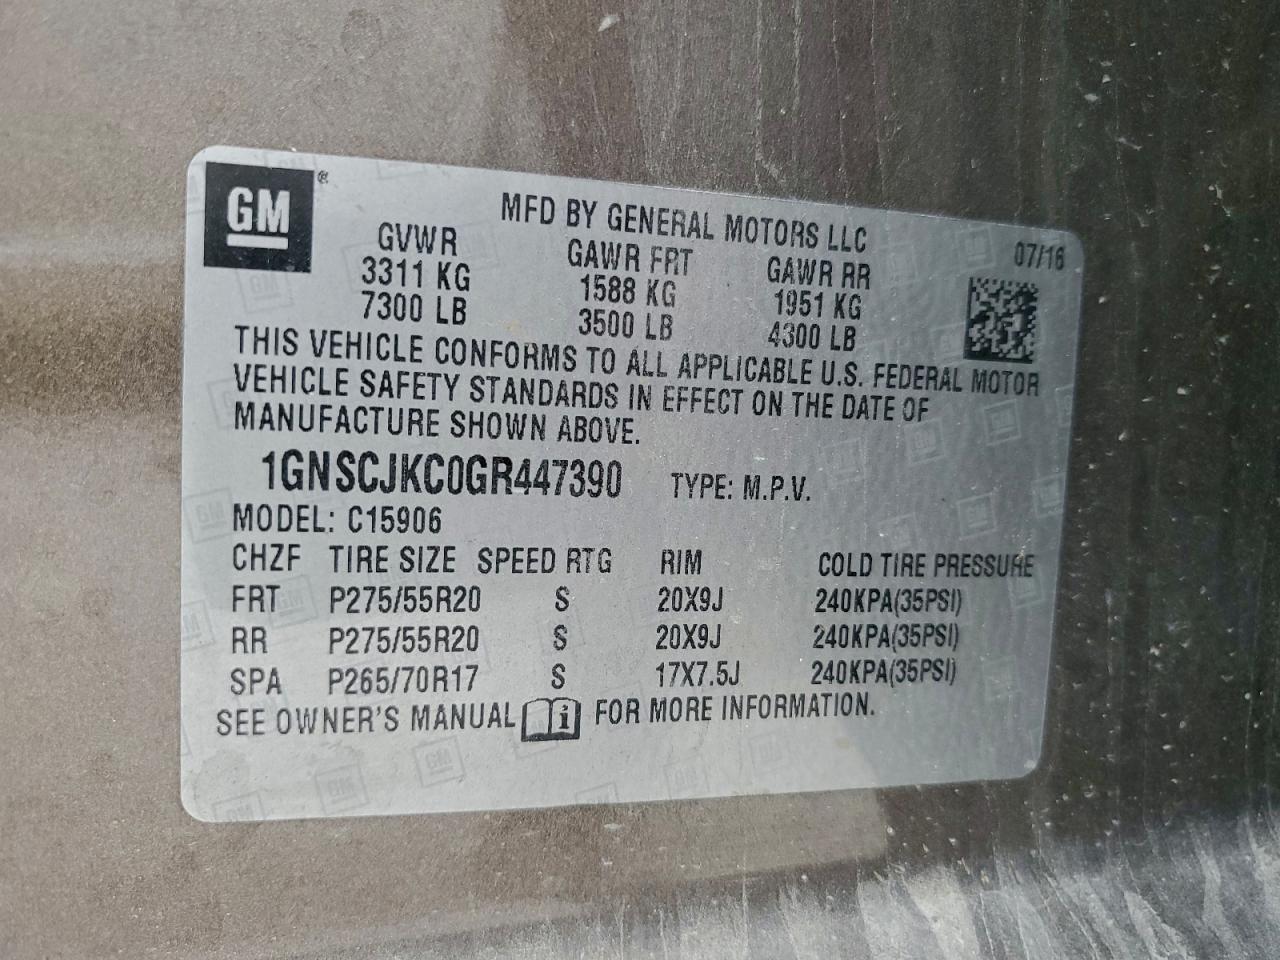 GM ®
MFD BY GENERAL MOTORS LLC
07/16
GVWR GAWR FRT GAWR RR
3311 KG 1588 KG 1951 KG
7300 LB 3500 LB 4300 LB
THIS VEHICLE CONFORMS TO ALL APPLICABLE U.S. FEDERAL MOTOR
VEHICLE SAFETY STANDARDS IN EFFECT ON THE DATE OF
MANUFACTURE SHOWN ABOVE.
1GNSCJKC0GR447390 TYPE: M.P.V.
MODEL: C15906
CHZF TIRE SIZE SPEED RTG RIM COLD TIRE PRESSURE
FRT P275/55R20 S 20X9J 240KPA(35PSI)
RR P275/55R20 S 20X9J 240KPA(35PSI)
SPA P265/70R17 S 17X7.5J 240KPA(35PSI)
SEE OWNER'S MANUAL i FOR MORE INFORMATION.